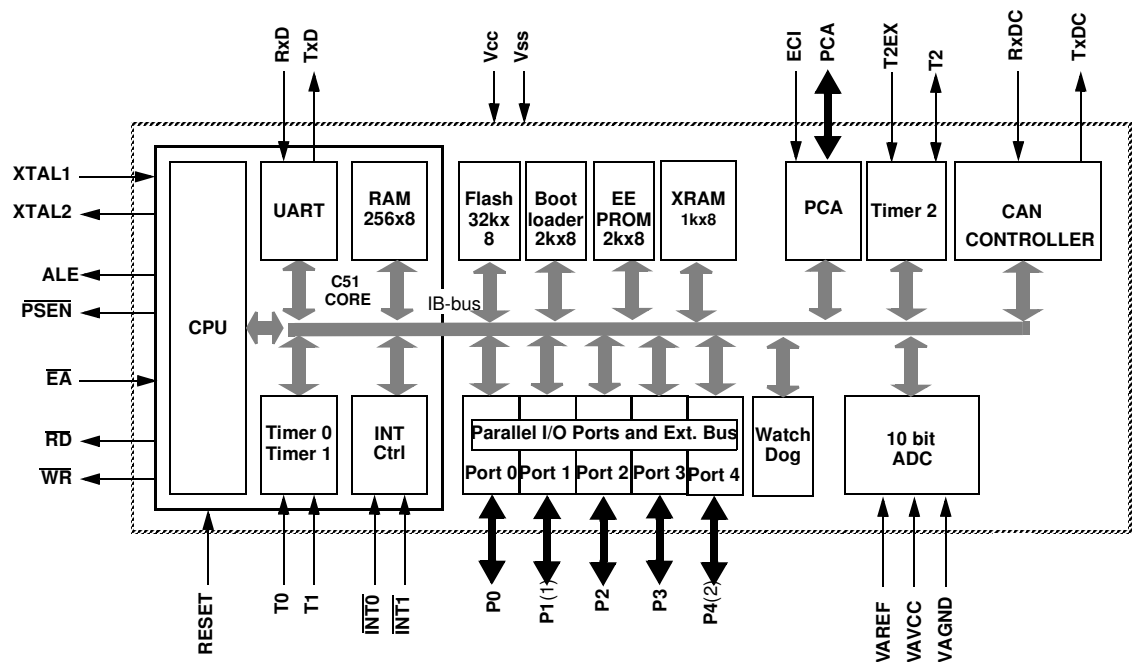 RxD
TxD
Vcc
Vss
ECI
PCA
T2EX
T2
RxDC
TxDC
XTAL1
XTAL2
ALE
PSEN
EA
RD
WR
CPU
UART
RAM
256x8
C51
CORE
IB-bus
Flash
32kx
8
Boot
loader
2kx8
EE
PROM
2kx8
XRAM
1kx8
PCA
Timer 2
CAN
CONTROLLER
Timer 0
Timer 1
INT
Ctrl
Parallel I/O Ports and Ext. Bus
Port 0
Port 1
Port 2
Port 3
Port 4
Watch
Dog
10 bit
ADC
RESET
T0
T1
INT0
INT1
P0
P1(1)
P2
P3
P4(2)
VAREF
VAVCC
VAGND